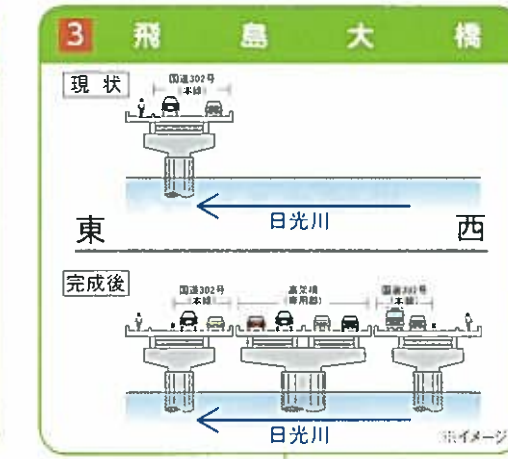 3 飛島大橋
現状
国道302号
(本線)
日光川
東
西
完成後
国道302号
(本線)
高架橋
(専用部)
国道302号
(本線)
日光川
※イメージ